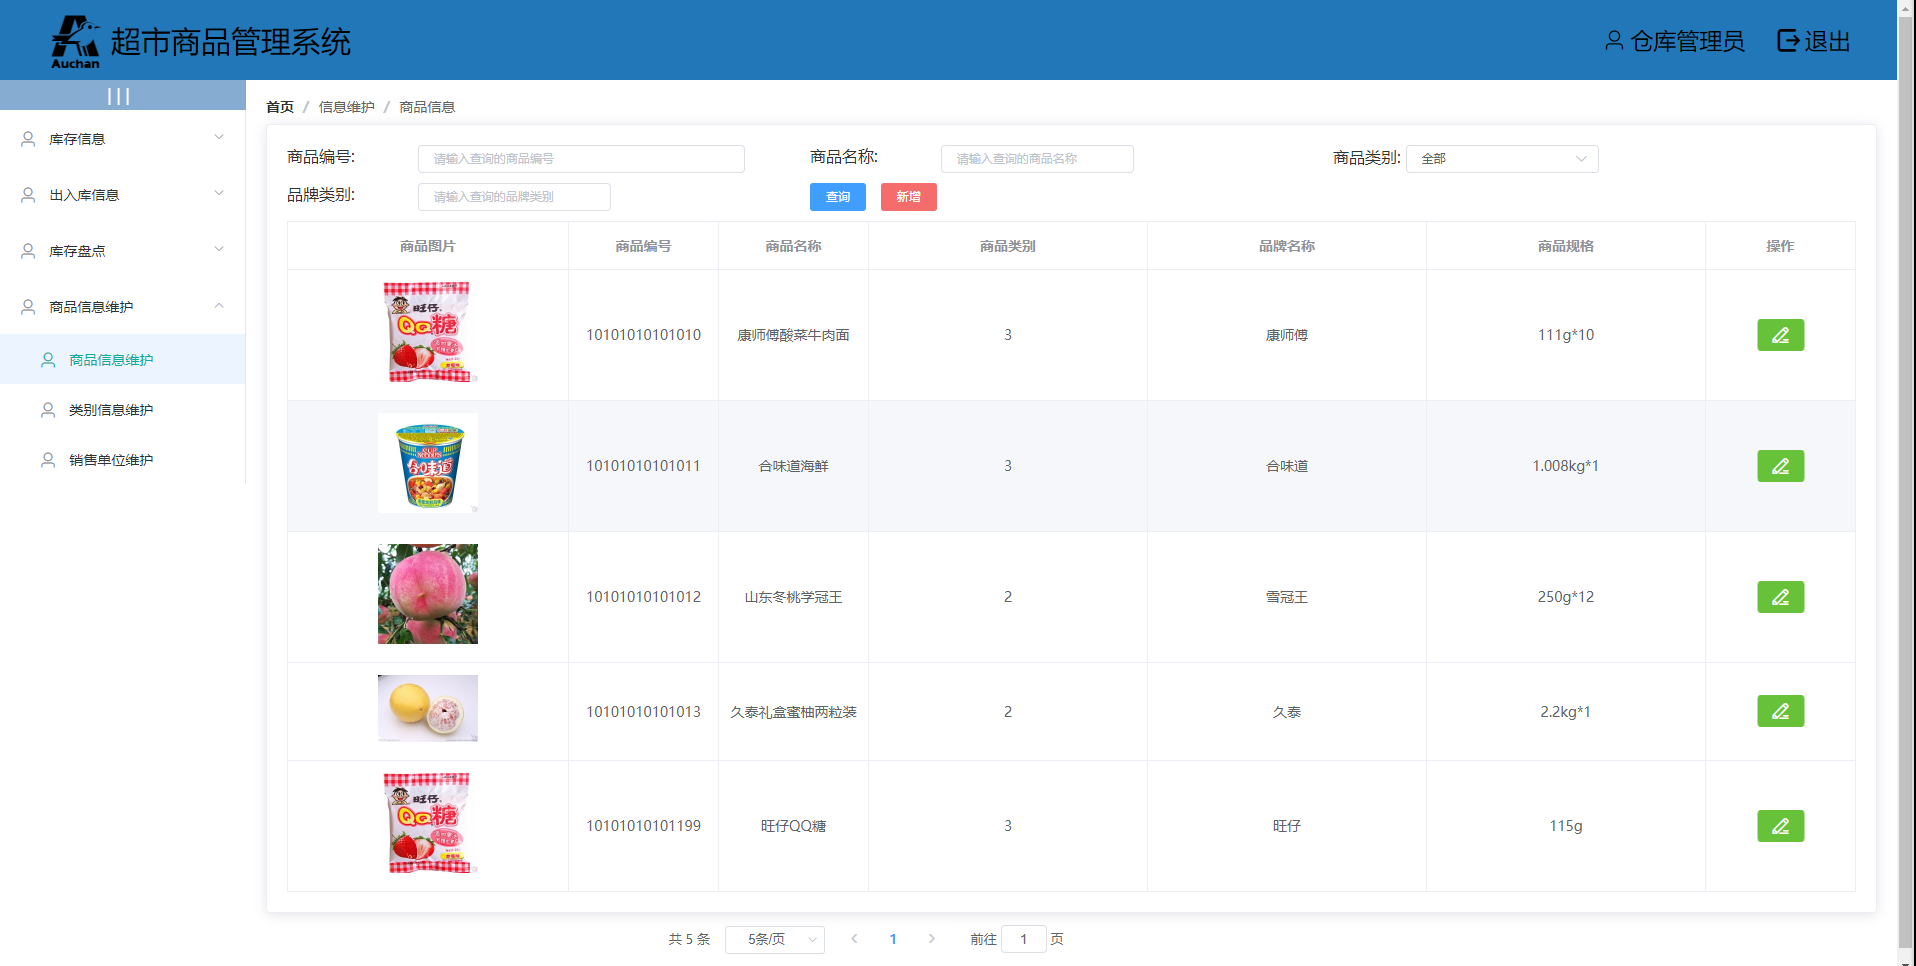 Auchan 超市商品管理系统 仓库管理员 退出
首页 / 信息维护 / 商品信息
库存信息
出入库信息
库存盘点
商品信息维护
商品信息维护
类别信息维护
销售单位维护
商品编号: 请输入查询的商品编号 商品名称: 请输入查询的商品名称 商品类别: 全部
品牌类别: 请输入查询的品牌类别 查询 新增
商品图片 商品编号 商品名称 商品类别 品牌名称 商品规格 操作
旺仔
QQ糖
10101010101010 康师傅酸菜牛肉面 3 康师傅 111g*10
CUP NOODLES
合味道
10101010101011 合味道海鲜 3 合味道 1.008kg*1
10101010101012 山东冬桃学冠王 2 雪冠王 250g*12
10101010101013 久泰礼盒蜜柚两粒装 2 久泰 2.2kg*1
旺仔
QQ糖
10101010101199 旺仔QQ糖 3 旺仔 115g
共 5 条 5条/页 1 前往 1 页